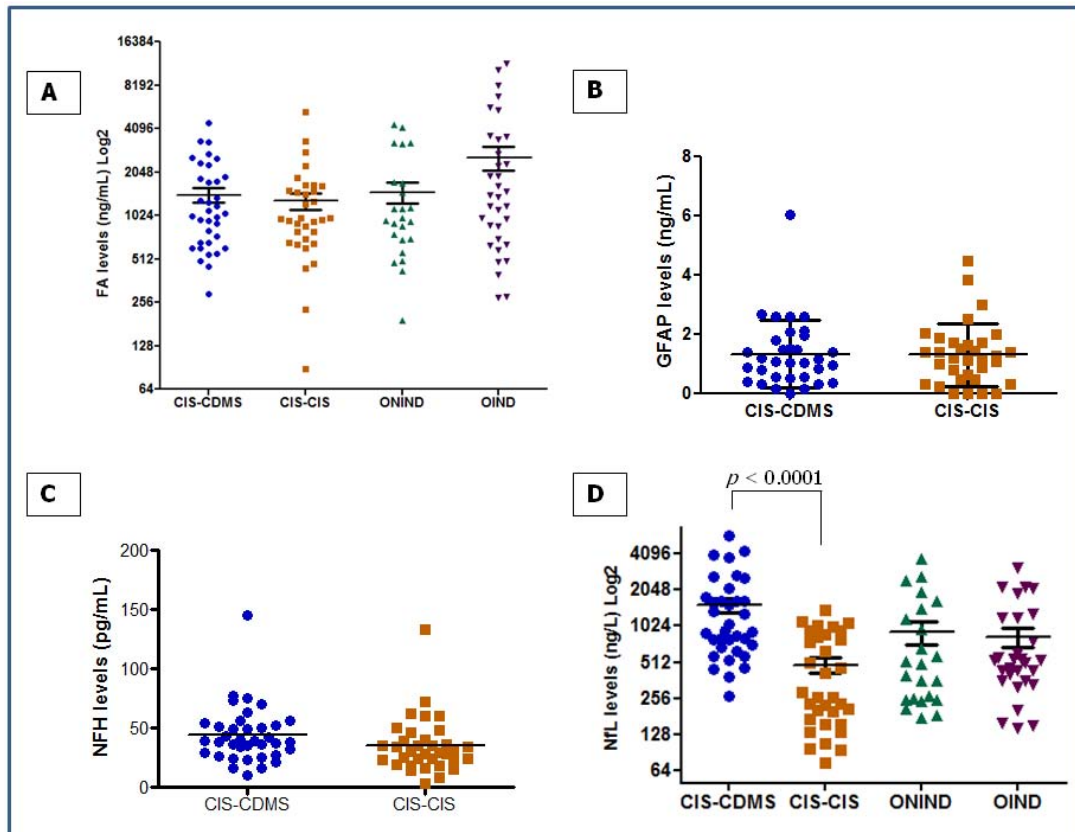 A
FA levels (ng/mL) Log2
16384
8192
4096
2048
1024
512
256
128
64
CIS-CDMS CIS-CIS ONIND OIND
B
GFAP levels (ng/mL)
8
6
4
2
0
CIS-CDMS CIS-CIS
C
NFH levels (pg/mL)
200
150
100
50
0
CIS-CDMS CIS-CIS
D
p < 0.0001
NfL levels (ng/L) Log2
4096
2048
1024
512
256
128
64
CIS-CDMS CIS-CIS ONIND OIND